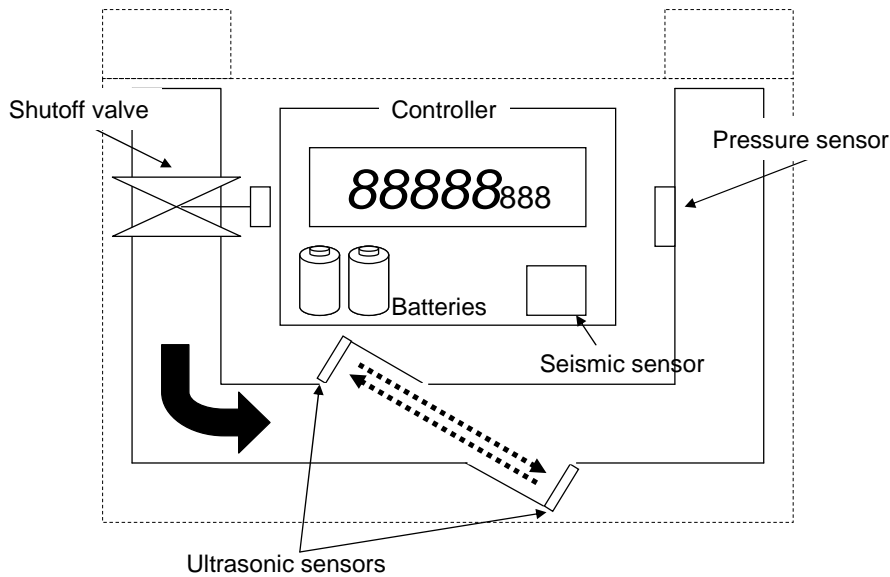 Shutoff valve
Controller
Pressure sensor
88888888
Batteries
Seismic sensor
Ultrasonic sensors